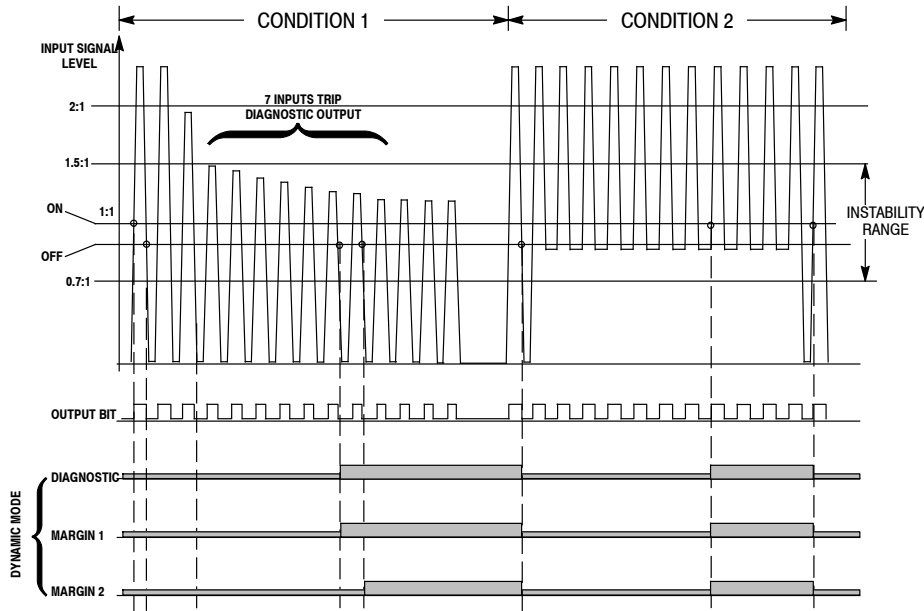 CONDITION 1
CONDITION 2
INPUT SIGNAL
LEVEL
7 INPUTS TRIP
DIAGNOSTIC OUTPUT
2:1
1.5:1
ON
1:1
INSTABILITY
RANGE
OFF
0.7:1
OUTPUT BIT
DYNAMIC MODE
DIAGNOSTIC
MARGIN 1
MARGIN 2